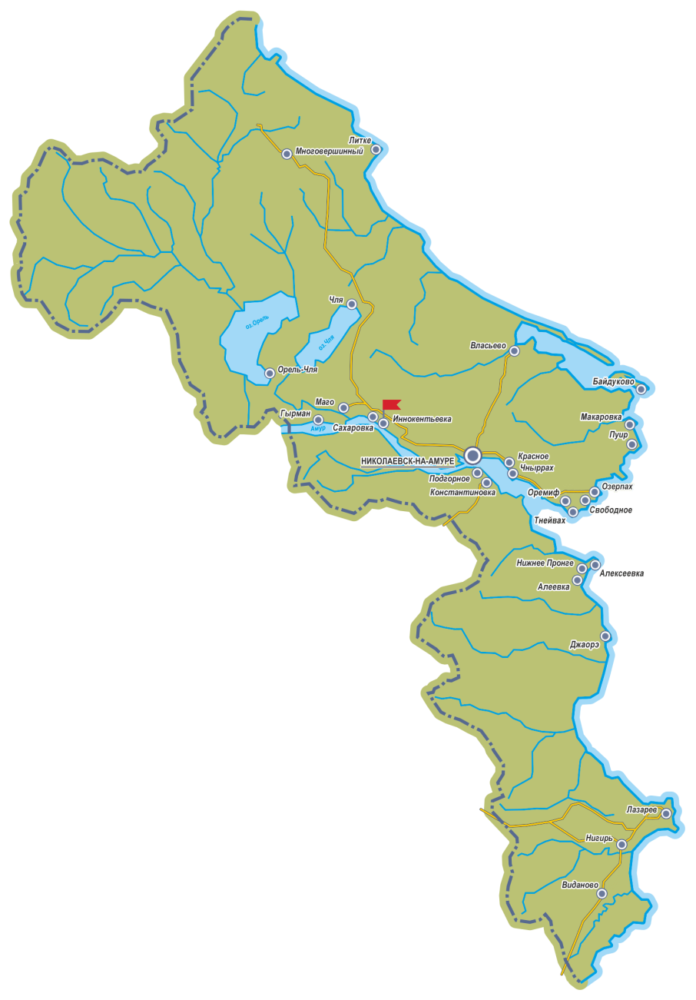 Литке
Многовершинный
Чля
оз.Орель
оз.Чля
Власьево
Орель-Чля
Байдуково
Маго
Гырман
Иннокентьевка
Макаровка
Амур
Сахаровка
Пуир
Красное
НИКОЛАЕВСК-НА-АМУРЕ
Чныррах
Подгорное
Озерпах
Константиновка
Оремиф
Свободное
Тнейвах
Нижнее Пронге
Алексеевка
Алеевка
Джаорэ
Лазарев
Нигирь
Виданово